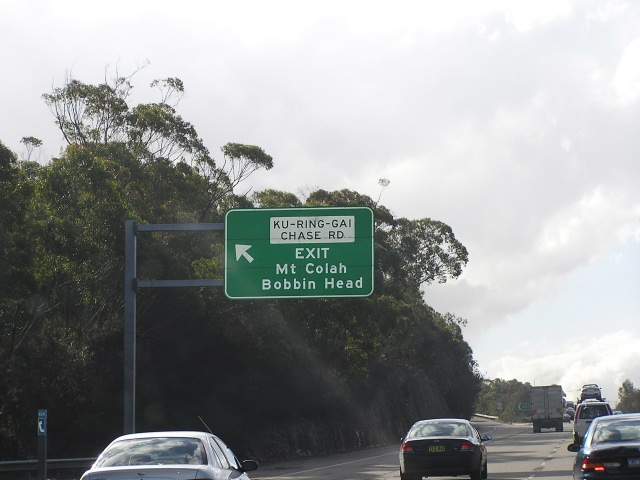 KU-RING-GAI
CHASE RD
EXIT
Mt Colah
Bobbin Head